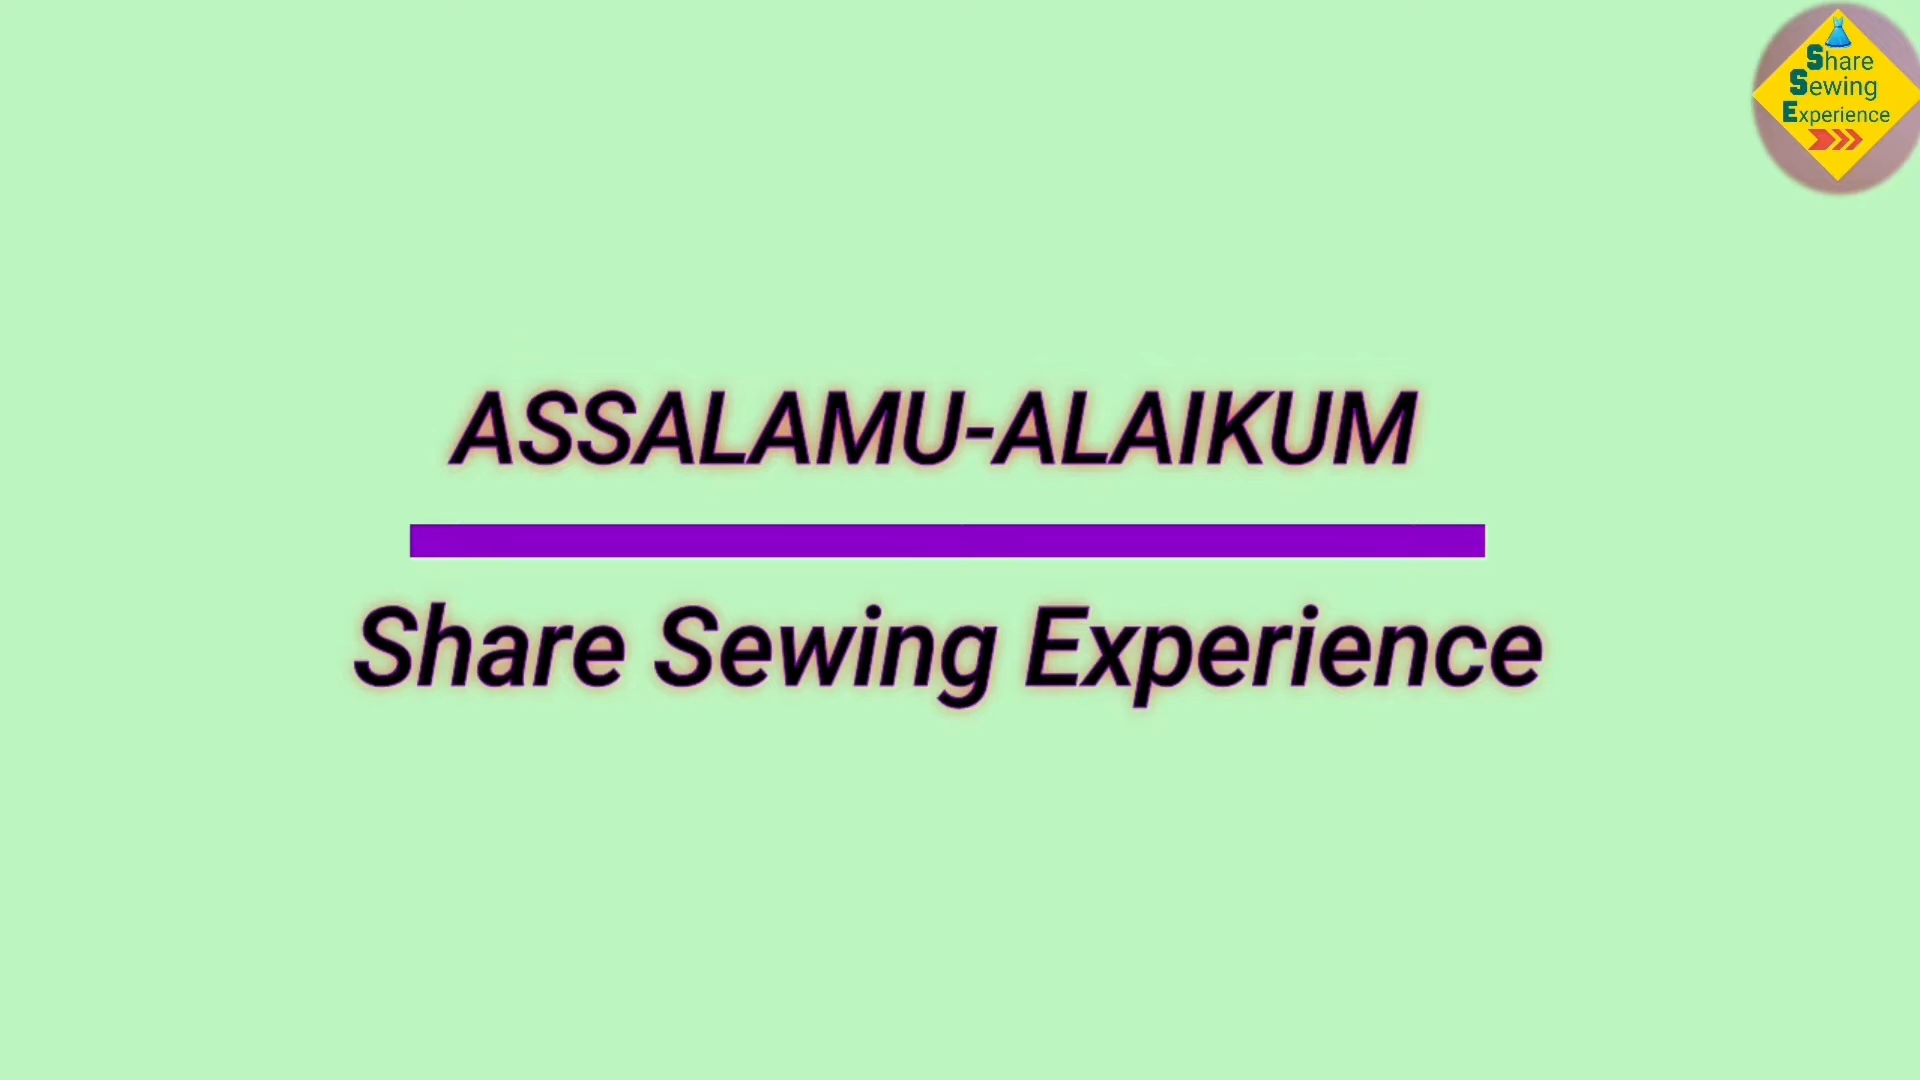 Share
Sewing
Experience
ASSALAMU-ALAIKUM
Share Sewing Experience